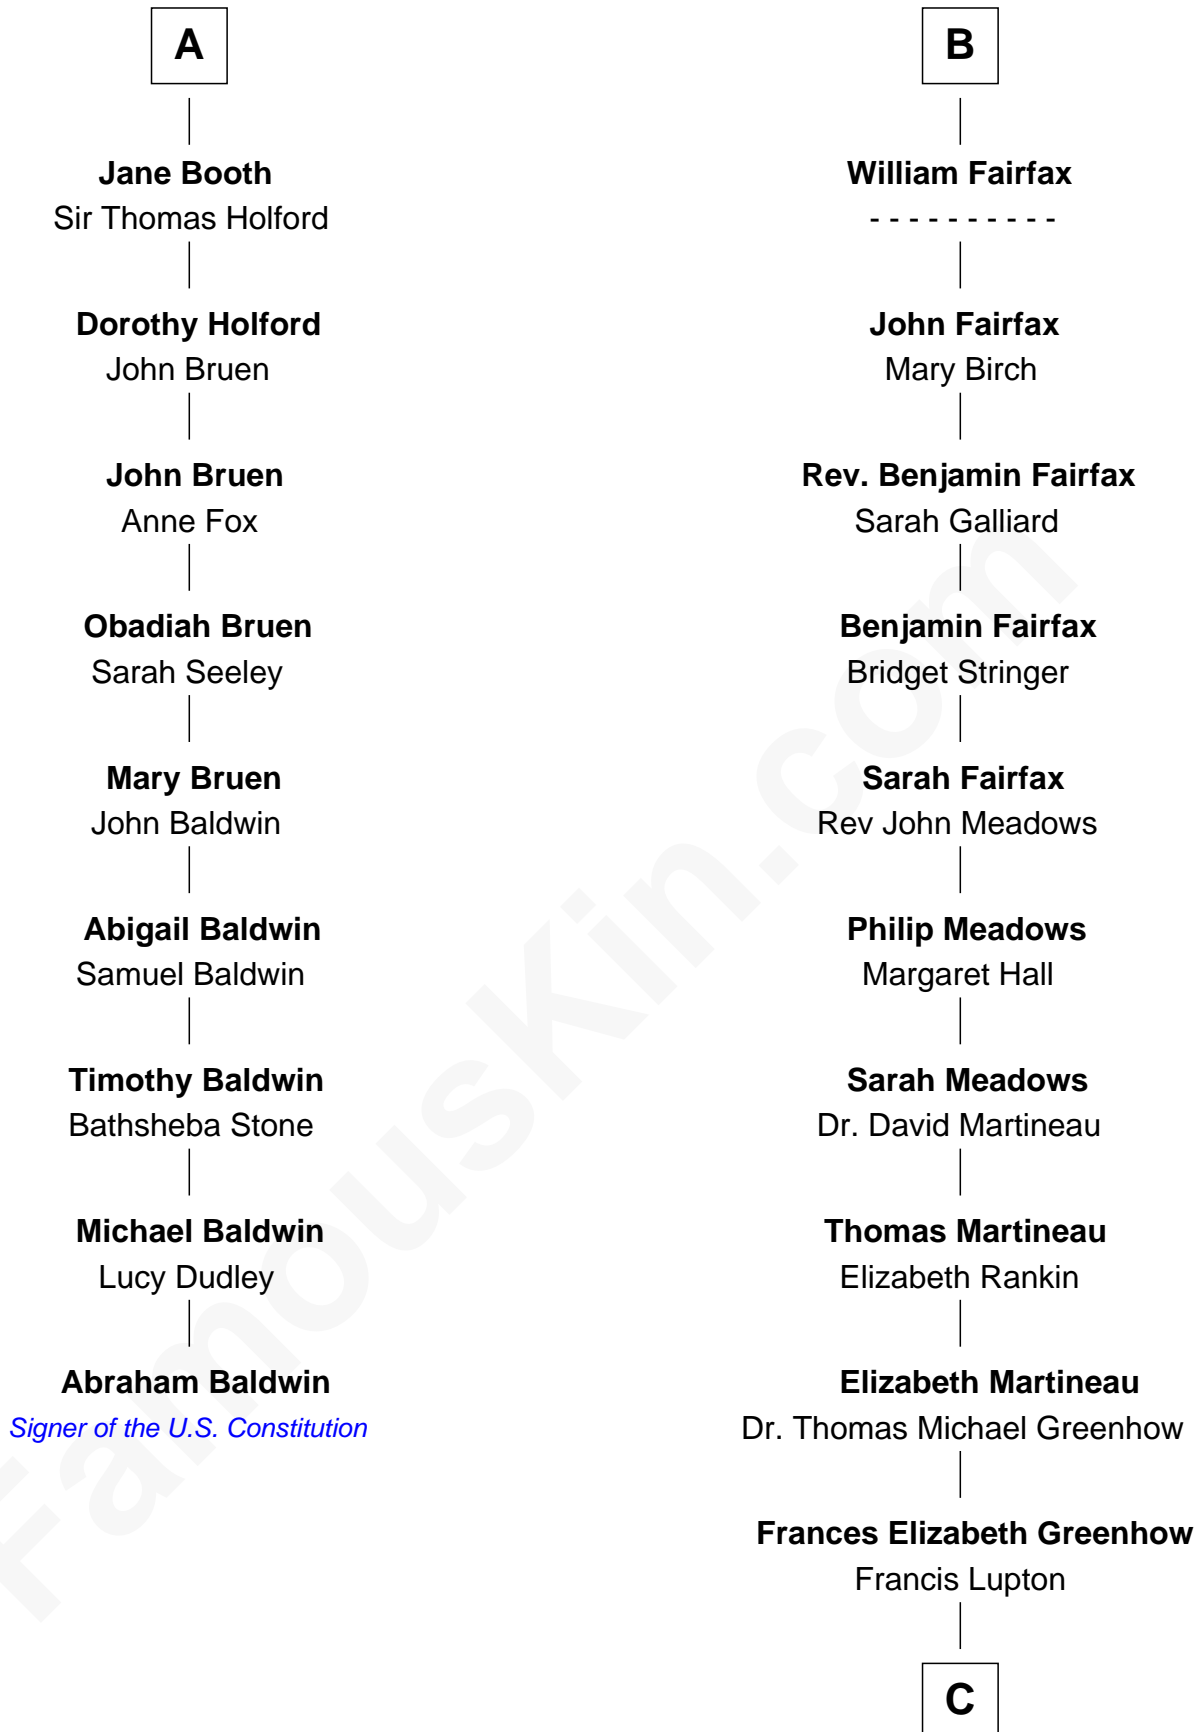 A
Jane Booth
Sir Thomas Holford
Dorothy Holford
John Bruen
John Bruen
Anne Fox
Obadiah Bruen
Sarah Seeley
Mary Bruen
John Baldwin
Abigail Baldwin
Samuel Baldwin
Timothy Baldwin
Bathsheba Stone
Michael Baldwin
Lucy Dudley
Abraham Baldwin
Signer of the U.S. Constitution
B
William Fairfax
- - - - - - - - - -
John Fairfax
Mary Birch
Rev. Benjamin Fairfax
Sarah Galliard
Benjamin Fairfax
Bridget Stringer
Sarah Fairfax
Rev John Meadows
Philip Meadows
Margaret Hall
Sarah Meadows
Dr. David Martineau
Thomas Martineau
Elizabeth Rankin
Elizabeth Martineau
Dr. Thomas Michael Greenhow
Frances Elizabeth Greenhow
Francis Lupton
C
FamousKin.com